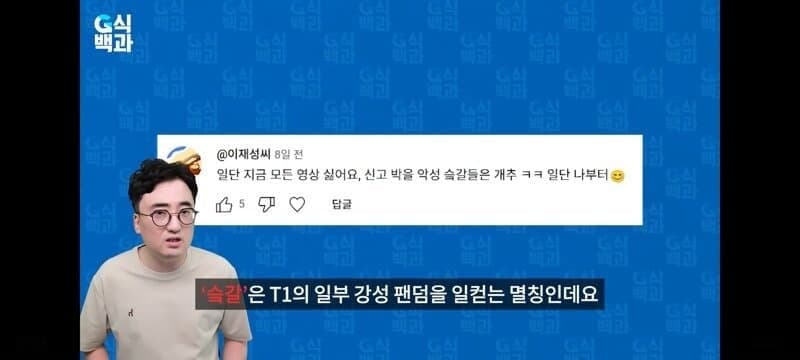 G식
백과
@이재성씨 8일 전
일단 지금 모든 영상 싫어요, 신고 박을 악성 슼갈들은 개추 ㅋㅋ 일단 나부터😊
5 답글
‘슼갈’은 T1의 일부 강성 팬덤을 일컫는 멸칭인데요